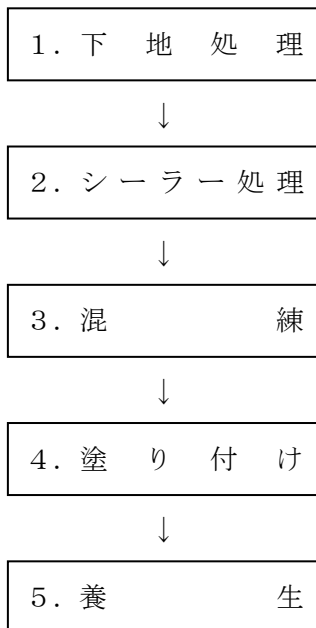 1．下地処理
↓
2．シーラー処理
↓
3．混練
↓
4．塗り付け
↓
5．養生